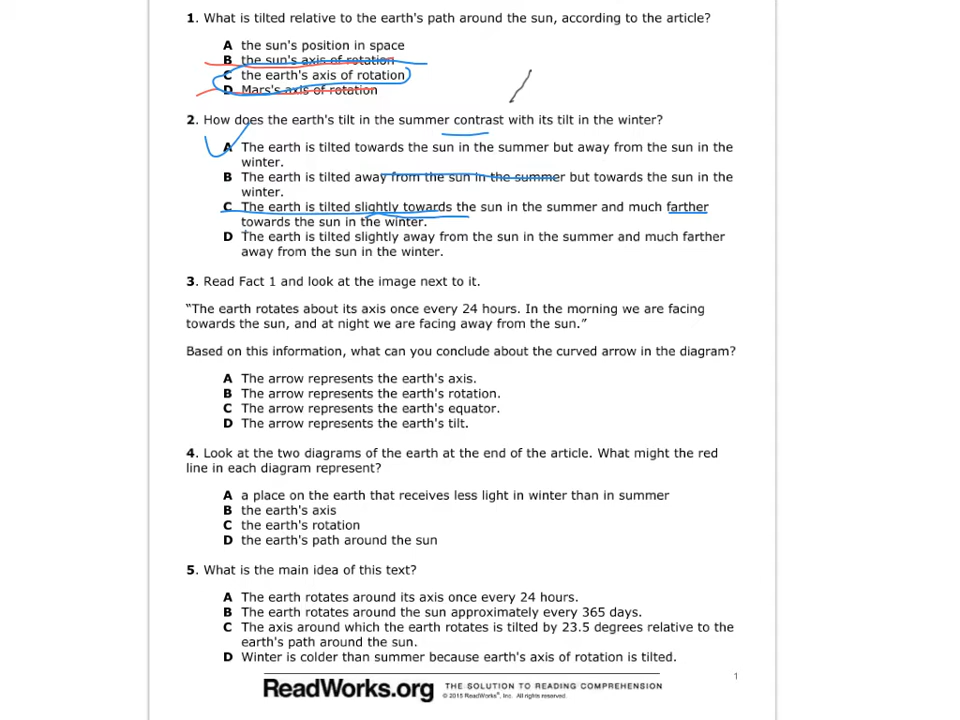 1. What is tilted relative to the earth's path around the sun, according to the article?
A the sun's position in space
B the sun's axis of rotation
C the earth's axis of rotation
D Mars's axis of rotation
2. How does the earth's tilt in the summer contrast with its tilt in the winter?
A The earth is tilted towards the sun in the summer but away from the sun in the
winter.
B The earth is tilted away from the sun in the summer but towards the sun in the
winter.
C The earth is tilted slightly towards the sun in the summer and much farther
towards the sun in the winter.
D The earth is tilted slightly away from the sun in the summer and much farther
away from the sun in the winter.
3. Read Fact 1 and look at the image next to it.
“The earth rotates about its axis once every 24 hours. In the morning we are facing
towards the sun, and at night we are facing away from the sun.”
Based on this information, what can you conclude about the curved arrow in the diagram?
A The arrow represents the earth's axis.
B The arrow represents the earth's rotation.
C The arrow represents the earth's equator.
D The arrow represents the earth's tilt.
4. Look at the two diagrams of the earth at the end of the article. What might the red
line in each diagram represent?
A a place on the earth that receives less light in winter than in summer
B the earth's axis
C the earth's rotation
D the earth's path around the sun
5. What is the main idea of this text?
A The earth rotates around its axis once every 24 hours.
B The earth rotates around the sun approximately every 365 days.
C The axis around which the earth rotates is tilted by 23.5 degrees relative to the
earth's path around the sun.
D Winter is colder than summer because earth's axis of rotation is tilted.
1
ReadWorks.org THE SOLUTION TO READING COMPREHENSION
© 2015 ReadWorks®, Inc. All rights reserved.